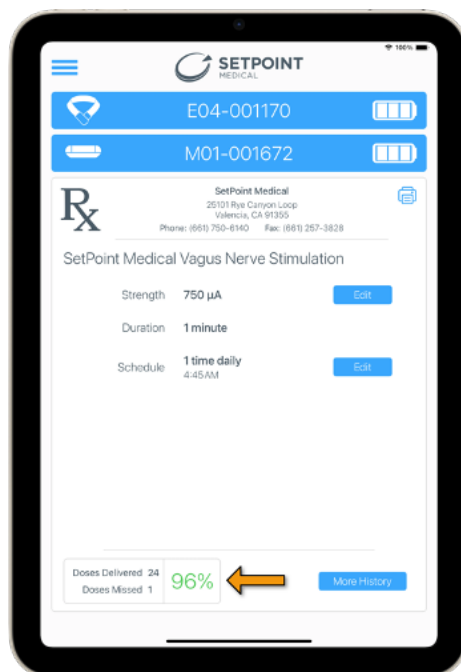 100%
SETPOINT
MEDICAL
E04-001170
M01-001672
Rx
SetPoint Medical
25101 Rye Canyon Loop
Valencia, CA 91355
Phone: (661) 750-6140 Fax: (661) 257-3828
SetPoint Medical Vagus Nerve Stimulation
Strength 750 µA Edit
Duration 1 minute
Schedule 1 time daily Edit
4:45AM
Doses Delivered 24
Doses Missed 1
96%
More History